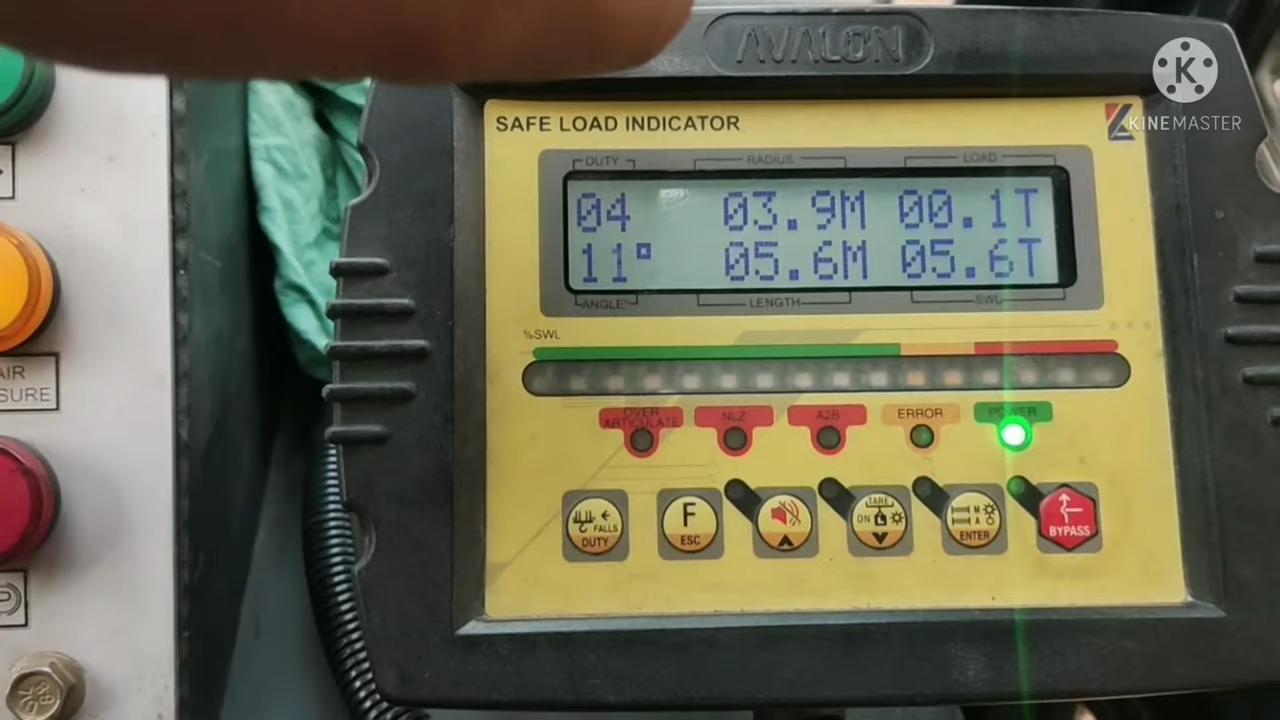 AVALON
K
KINEMASTER
SAFE LOAD INDICATOR
DUTY RADIUS LOAD
04 03.9M 00.1T
11° 05.6M 05.6T
ANGLE LENGTH SWL
%SWL
AIR
SURE
OVER
ARTICULATE
NLZ
A2B
ERROR
POWER
FALLS
DUTY
F
ESC
TARE
ON
M
A
ENTER
BYPASS